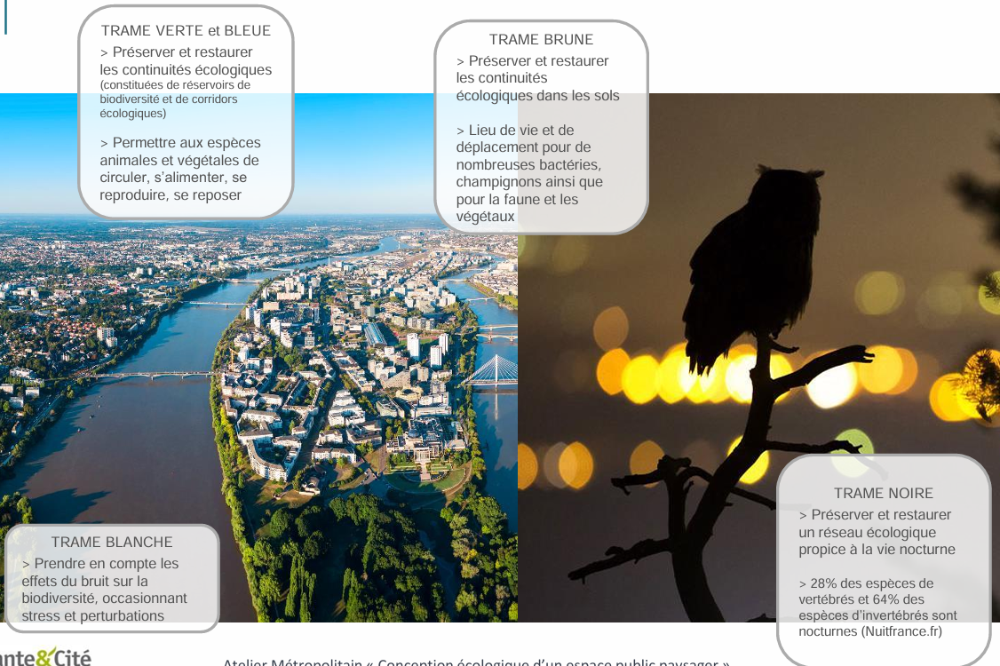 TRAME VERTE et BLEUE
> Préserver et restaurer
les continuités écologiques
(constituées de réservoirs de
biodiversité et de corridors
écologiques)
> Permettre aux espèces
animales et végétales de
circuler, s'alimenter, se
reproduire, se reposer
TRAME BRUNE
> Préserver et restaurer
les continuités
écologiques dans les sols
> Lieu de vie et de
déplacement pour de
nombreuses bactéries,
champignons ainsi que
pour la faune et les
végétaux
TRAME BLANCHE
> Prendre en compte les
effets du bruit sur la
biodiversité, occasionnant
stress et perturbations
TRAME NOIRE
> Préserver et restaurer
un réseau écologique
propice à la vie nocturne
> 28% des espèces de
vertébrés et 64% des
espèces d'invertébrés sont
nocturnes (Nuitfrance.fr)
ante&Cité
Atelier Métropolitain « Conception écologique d'un espace public paysager »